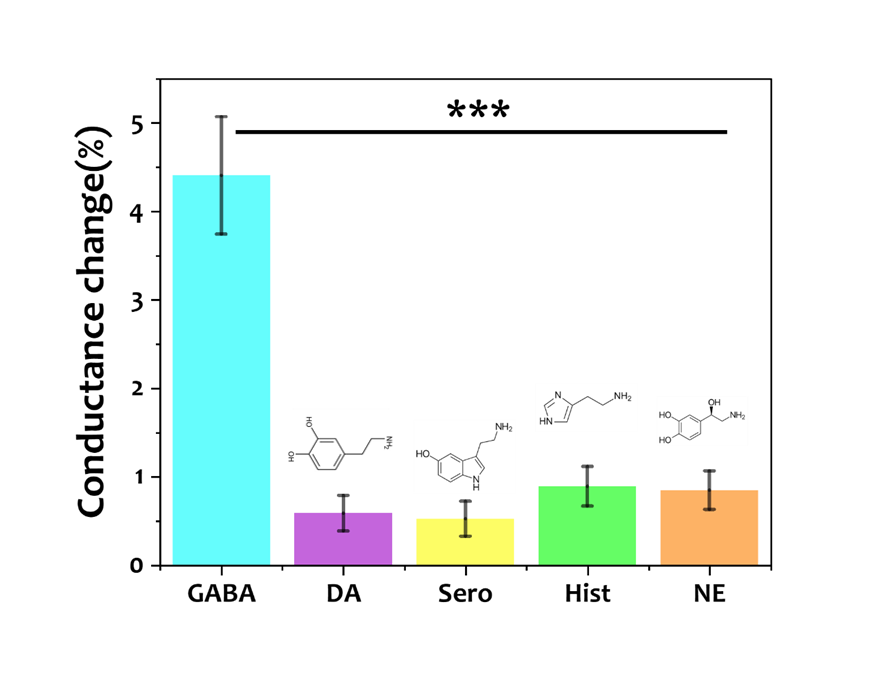 ***
Conductance change(%)
5
4
3
2
1
0
HO
HO
NH2
HO
NH2
N
H
N
HN
NH2
OH
HO
HO
NH2
GABA DA Sero Hist NE